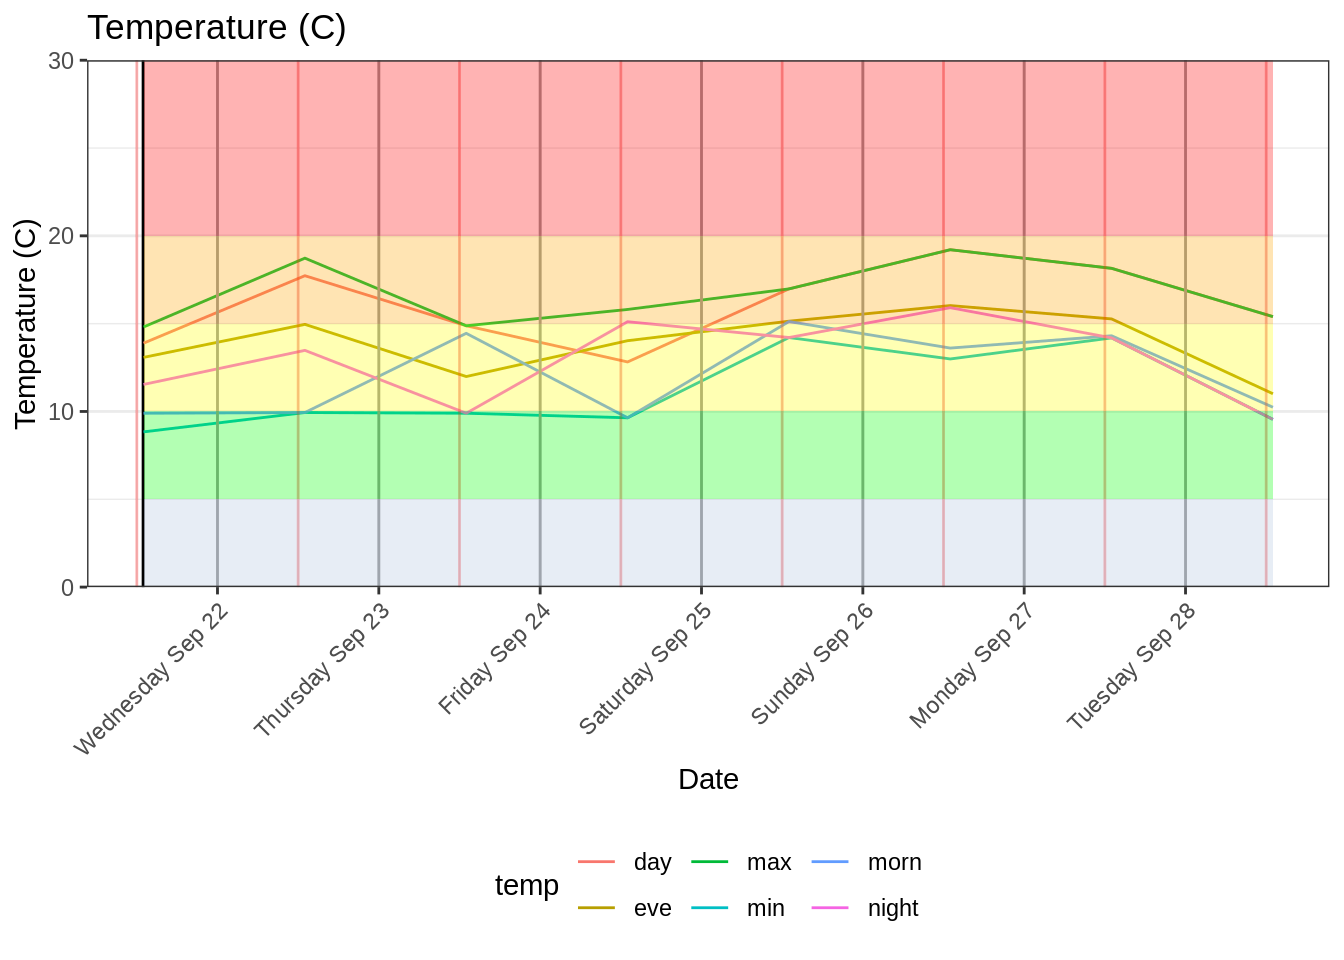 Temperature (C)
30
20
10
0
Temperature (C)
Wednesday Sep 22
Thursday Sep 23
Friday Sep 24
Saturday Sep 25
Sunday Sep 26
Monday Sep 27
Tuesday Sep 28
Date
temp
day
max
morn
eve
min
night